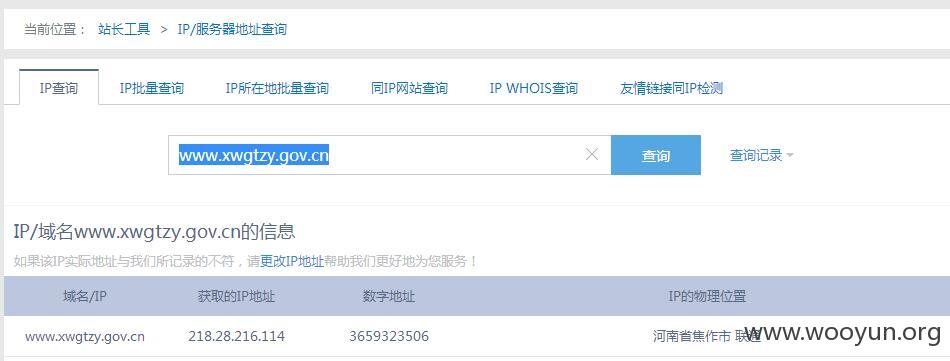 当前位置： 站长工具 > IP/服务器地址查询
IP查询 IP批量查询 IP所在地批量查询 同IP网站查询 IP WHOIS查询 友情链接同IP检测
www.xwgtzy.gov.cn 查询 查询记录
IP/域名www.xwgtzy.gov.cn的信息
如果该IP实际地址与我们所记录的不符，请更改IP地址帮助我们更好地为您服务！
域名/IP 获取的IP地址 数字地址 IP的物理位置
www.xwgtzy.gov.cn 218.28.216.114 3659323506 河南省焦作市 联通
www.wooyun.org